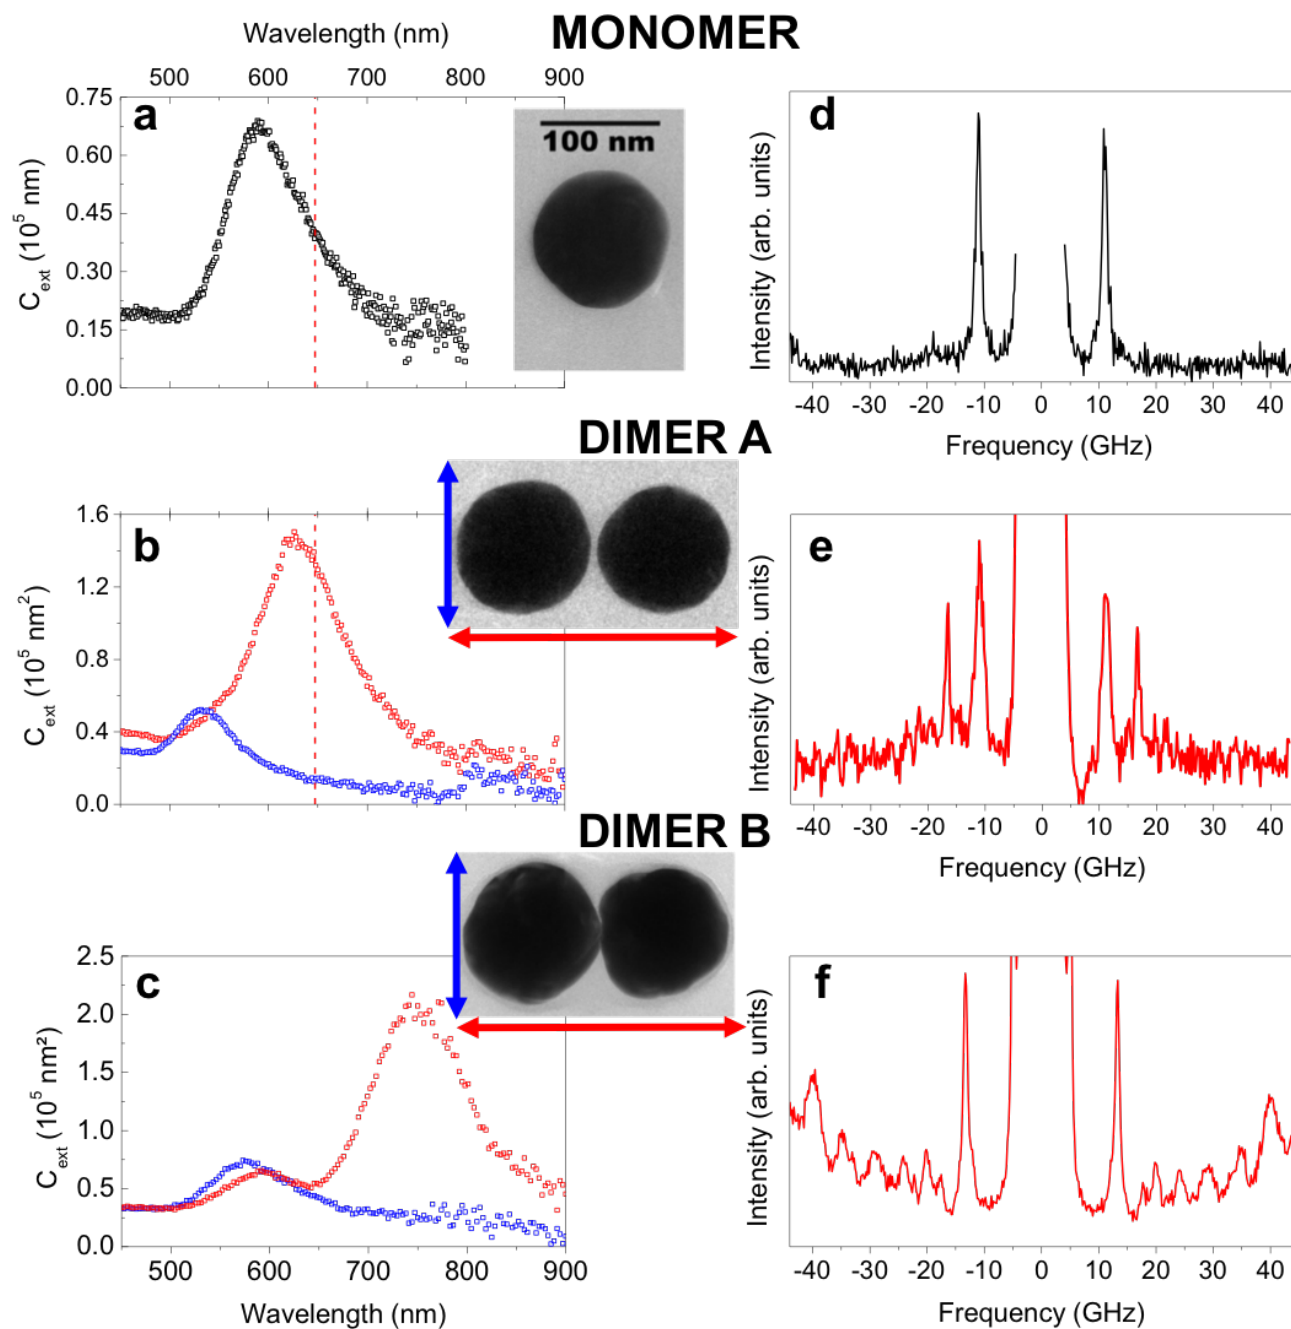 Wavelength (nm)
MONOMER
500 600 700 800 900
a
0.75
0.60
0.45
0.30
0.15
0.00
C_ext (10^5 nm)
100 nm
d
Intensity (arb. units)
-40 -30 -20 -10 0 10 20 30 40
Frequency (GHz)
DIMER A
b
1.6
1.2
0.8
0.4
0.0
C_ext (10^5 nm^2)
e
Intensity (arb. units)
-40 -30 -20 -10 0 10 20 30 40
Frequency (GHz)
DIMER B
c
2.5
2.0
1.5
1.0
0.5
0.0
C_ext (10^5 nm²)
500 600 700 800 900
Wavelength (nm)
f
Intensity (arb. units)
-40 -30 -20 -10 0 10 20 30 40
Frequency (GHz)